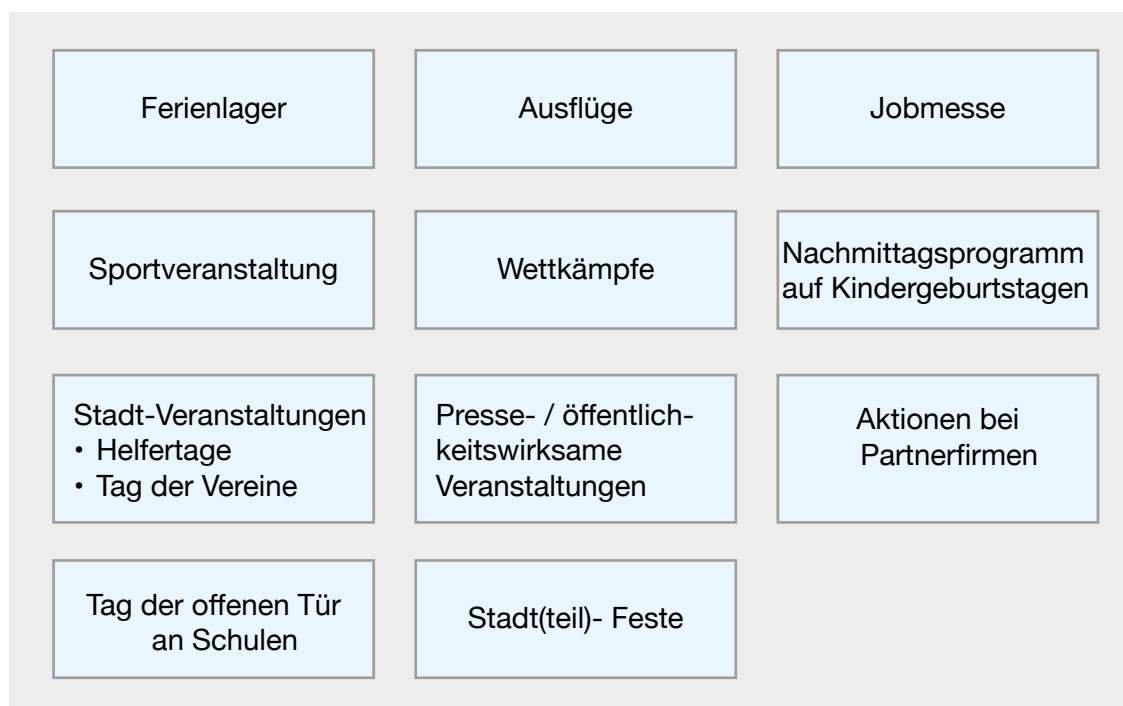 Ferienlager
Ausflüge
Jobmesse
Sportveranstaltung
Wettkämpfe
Nachmittagsprogramm
auf Kindergeburtstagen
Stadt-Veranstaltungen
• Helfertage
• Tag der Vereine
Presse- / öffentlich-
keitswirksame
Veranstaltungen
Aktionen bei
Partnerfirmen
Tag der offenen Tür
an Schulen
Stadt(teil)- Feste